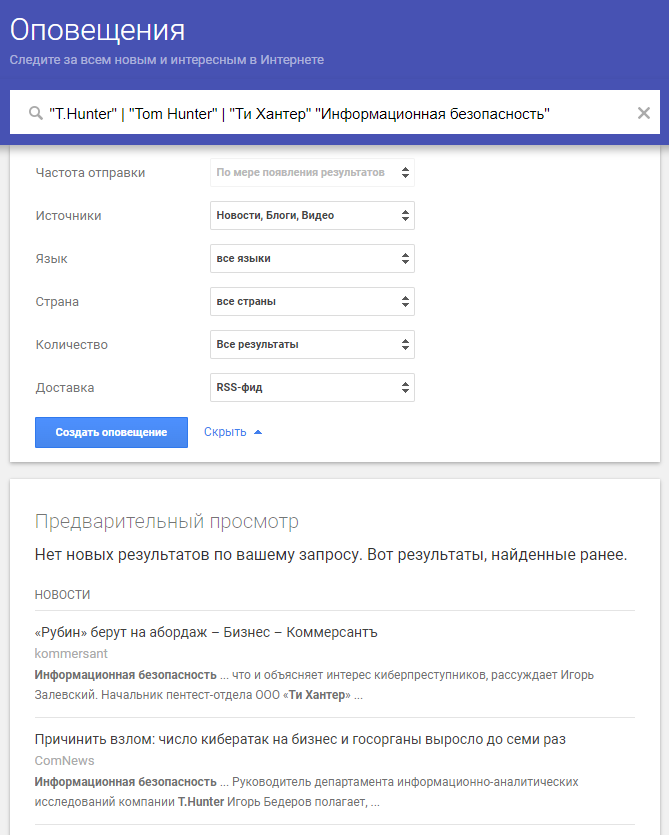 Оповещения
Следите за всем новым и интересным в Интернете
"T.Hunter" | "Tom Hunter" | "Ти Хантер" "Информационная безопасность"
Частота отправки По мере появления результатов
Источники Новости, Блоги, Видео
Язык все языки
Страна все страны
Количество Все результаты
Доставка RSS-фид
Создать оповещение Скрыть
Предварительный просмотр
Нет новых результатов по вашему запросу. Вот результаты, найденные ранее.
НОВОСТИ
«Рубин» берут на абордаж – Бизнес – Коммерсантъ
kommersant
Информационная безопасность ... что и объясняет интерес киберпреступников, рассуждает Игорь
Залевский. Начальник пентест-отдела ООО «Ти Хантер» ...
Причинить взлом: число кибератак на бизнес и госорганы выросло до семи раз
ComNews
Информационная безопасность ... Руководитель департамента информационно-аналитических
исследований компании T.Hunter Игорь Бедеров полагает, ...